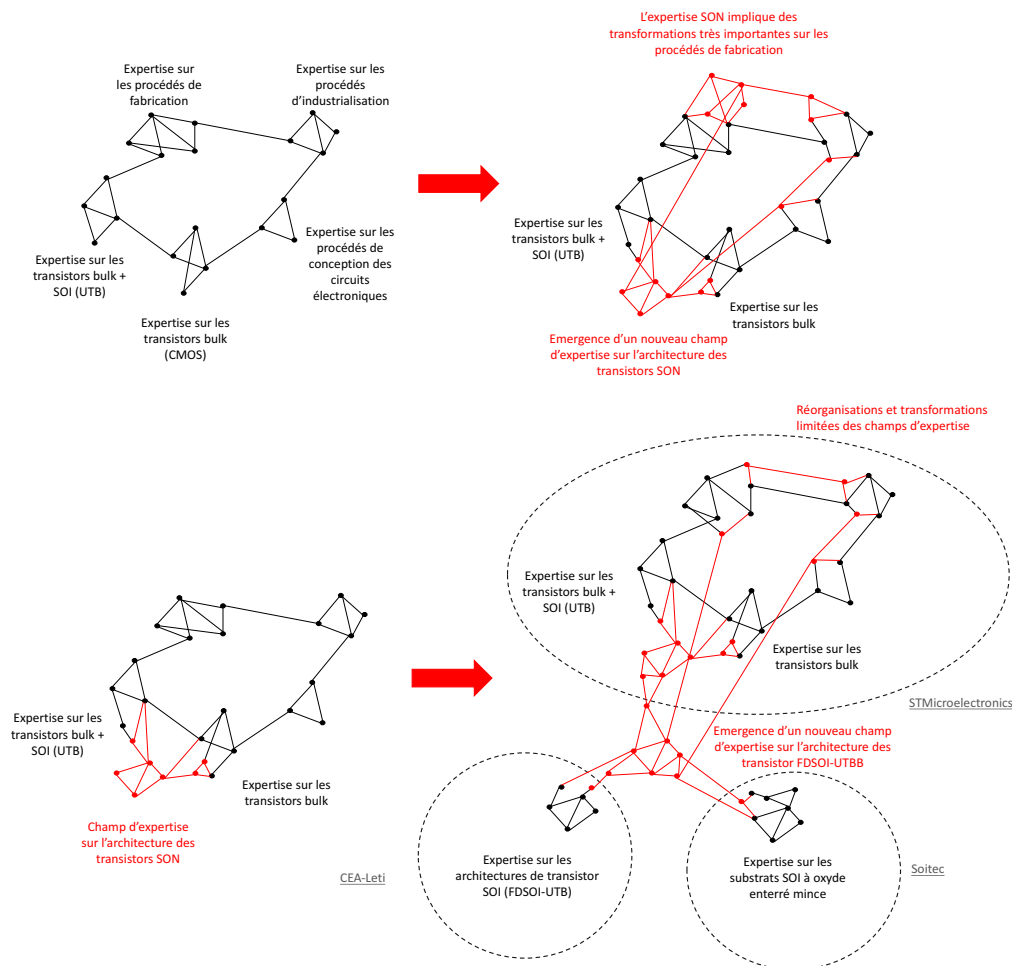 L'expertise SON implique des
transformations très importantes sur les
procédés de fabrication
Expertise sur
les procédés de
fabrication
Expertise sur les
procédés
d'industrialisation
Expertise sur les
transistors bulk +
SOI (UTB)
Expertise sur les
procédés de
conception des
circuits
électroniques
Expertise sur les
transistors bulk
(CMOS)
Expertise sur les
transistors bulk +
SOI (UTB)
Expertise sur les
transistors bulk
Emergence d'un nouveau champ
d'expertise sur l'architecture des
transistors SON
Réorganisations et transformations
limitées des champs d'expertise
Expertise sur les
transistors bulk +
SOI (UTB)
Expertise sur les
transistors bulk
Champ d'expertise
sur l'architecture des
transistors SON
Expertise sur les
transistors bulk +
SOI (UTB)
Expertise sur les
transistors bulk
STMicroelectronics
Emergence d'un nouveau champ
d'expertise sur l'architecture des
transistor FDSOI-UTBB
Expertise sur les
architectures de transistor
SOI (FDSOI-UTB)
CEA-Leti
Expertise sur les
substrats SOI à oxyde
enterré mince
Soitec